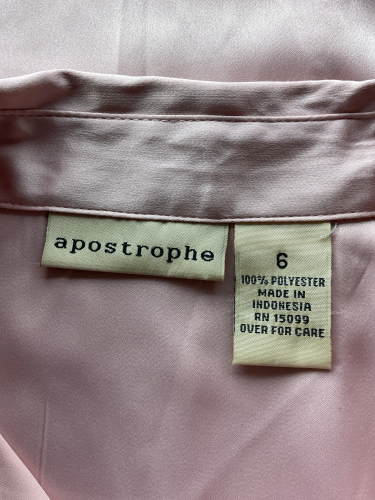 apostrophe
6
100% POLYESTER
MADE IN
INDONESIA
RN 15099
OVER FOR CARE